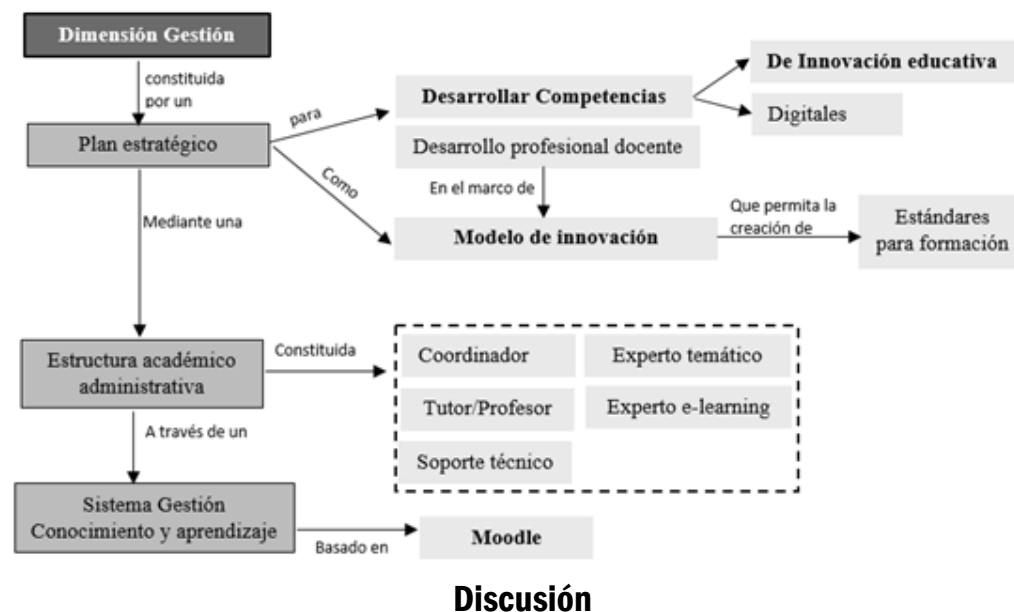 Dimensión Gestión
constituida
por un
Plan estratégico
para
Desarrollar Competencias
De Innovación educativa
Digitales
Desarrollo profesional docente
En el marco de
Como
Modelo de innovación
Que permita la
creación de
Estándares
para formación
Mediante una
Estructura académico
administrativa
Constituida
Coordinador
Experto temático
Tutor/Profesor
Experto e-learning
Soporte técnico
A través de un
Sistema Gestión
Conocimiento y aprendizaje
Basado en
Moodle
Discusión